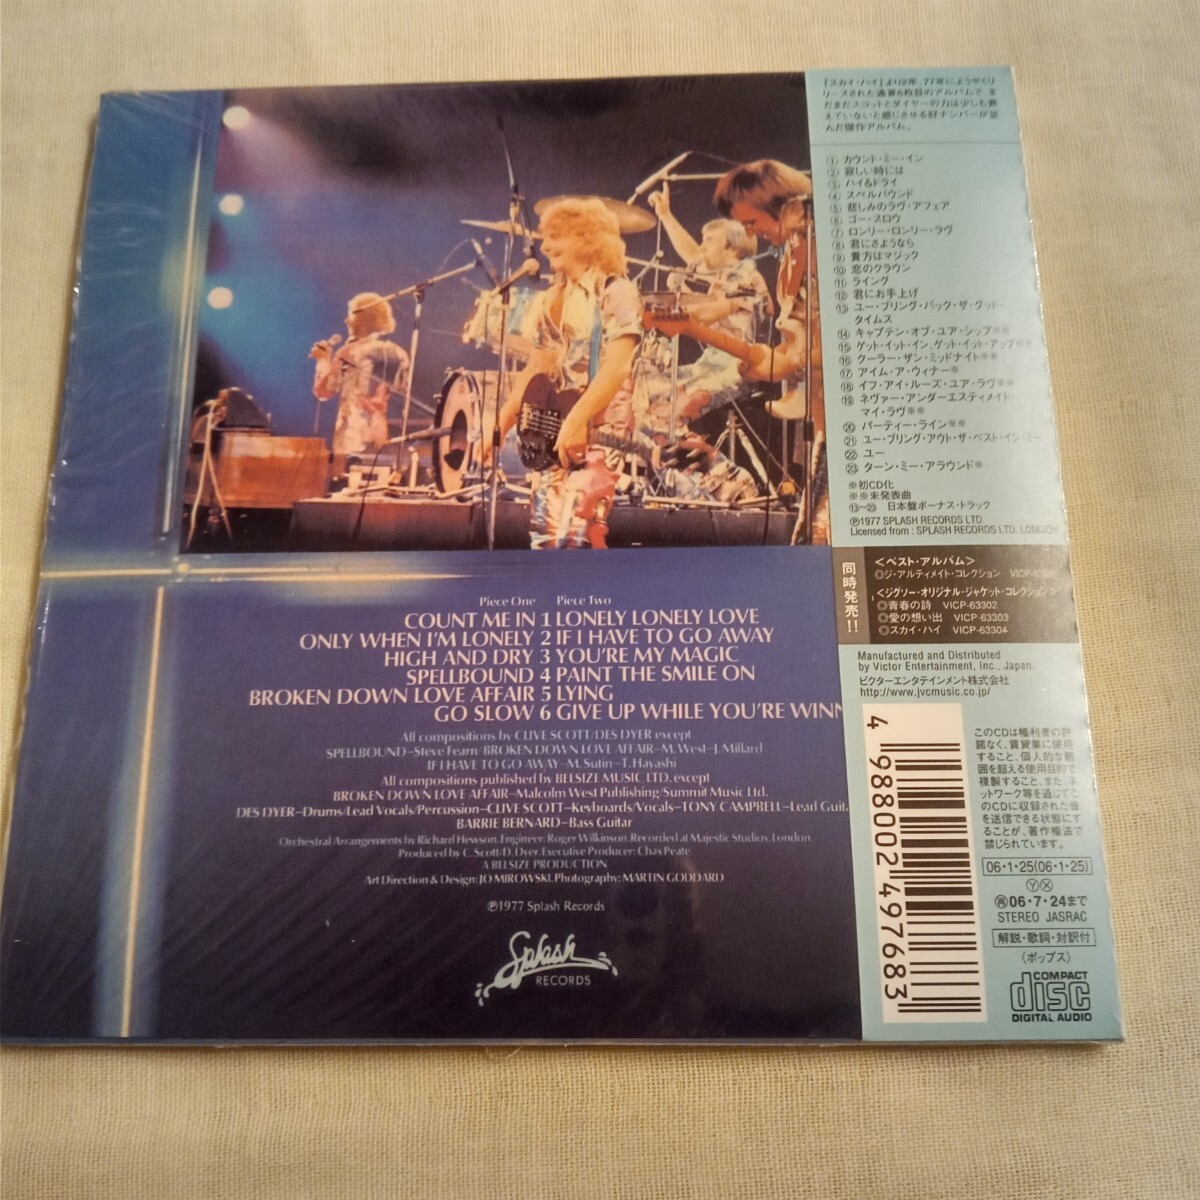 「スカイ・ハイ」より2年、77年にようやくリ
リースされた通算6枚目のアルバムで、ま
だまだスコットとダイヤーの力は少しも衰
えていないと感じさせる好ナンバーが並
んだ傑作アルバム。
① カウント・ミー・イン
② 寂しい時には
③ ハイ&ドライ
④ スペルバウンド
⑤ 悲しみのラヴ・アフェア
⑥ ゴー・スロウ
⑦ ロンリー・ロンリー・ラヴ
⑧ 君にさようなら
⑨ 貴方はマジック
⑩ 恋のクラウン
⑪ ライング
⑫ 君にお手上げ
⑬ ユー・ブリング・バック・ザ・グッド・
タイムス
⑭ キャプテン・オブ・ユア・シップ※※
⑮ ゲット・イット・イン、ゲット・イット・アップ※※
⑯ クーラー・ザン・ミッドナイト※※
⑰ アイム・ア・ウィナー※
⑱ イフ・アイ・ルーズ・ユア・ラヴ※※
⑲ ネヴァー・アンダーエスティメイト・
マイ・ラヴ※※
⑳ パーティー・ライン※※
㉑ ユー・ブリング・アウト・ザ・ベスト・イン・ミー
㉒ ユー
㉓ ターン・ミー・アラウンド※
※初CD化
※※未発表曲
⑬〜㉓ 日本盤ボーナス・トラック
Ⓟ1977 SPLASH RECORDS LTD.
Licensed from : SPLASH RECORDS LTD. LONDON
同時発売!!
<ベスト・アルバム>
◎ジ・アルティメイト・コレクション
<ジグソー・オリジナル・ジャケット・コレクション>
◎青春の詩 VICP-63302
◎愛の想い出 VICP-63303
◎スカイ・ハイ VICP-63304
Manufactured and Distributed
by Victor Entertainment, Inc., Japan.
ビクターエンタテインメント株式会社
http://www.jvcmusic.co.jp/
4 988002 497683
このCDは権利者の許
諾なく、賃貸業に使用
すること、個人的な範
囲を超える使用目的で
複製すること、また、ネ
ットワーク等を通じてこ
のCDに収録された音
を送信できる状態にす
ることが、著作権法で
禁じられています。
06・1・25(06・1・25)
Ⓨ Ⓧ
㊢06・7・24まで
STEREO JASRAC
解説・歌詞・対訳付
〈ポップス〉
COMPACT
disc
DIGITAL AUDIO
Piece One Piece Two
COUNT ME IN 1 LONELY LONELY LOVE
ONLY WHEN I'M LONELY 2 IF I HAVE TO GO AWAY
HIGH AND DRY 3 YOU'RE MY MAGIC
SPELLBOUND 4 PAINT THE SMILE ON
BROKEN DOWN LOVE AFFAIR 5 LYING
GO SLOW 6 GIVE UP WHILE YOU'RE WINN
All compositions by CLIVE SCOTT/DES DYER except
SPELLBOUND–Steve Fearn/BROKEN DOWN LOVE AFFAIR–M. West–J. Millard
IF I HAVE TO GO AWAY–M. Sutin–T. Hayashi
All compositions published by BELSIZE MUSIC LTD. except
BROKEN DOWN LOVE AFFAIR–Malcolm West Publishing/Summit Music Ltd.
DES DYER–Drums/Lead Vocals/Percussion–CLIVE SCOTT–Keyboards/Vocals–TONY CAMPBELL–Lead Guita
BARRIE BERNARD–Bass Guitar
Orchestral Arrangements by Richard Hewson, Engineer: Roger Wilkinson, Recorded at Majestic Studios, London.
Produced by C. Scott/D. Dyer, Executive Producer: Chas Peate
A BELSIZE PRODUCTION
Art Direction & Design: JO MIROWSKI, Photography: MARTIN GODDARD
Ⓟ1977 Splash Records
Splash
RECORDS